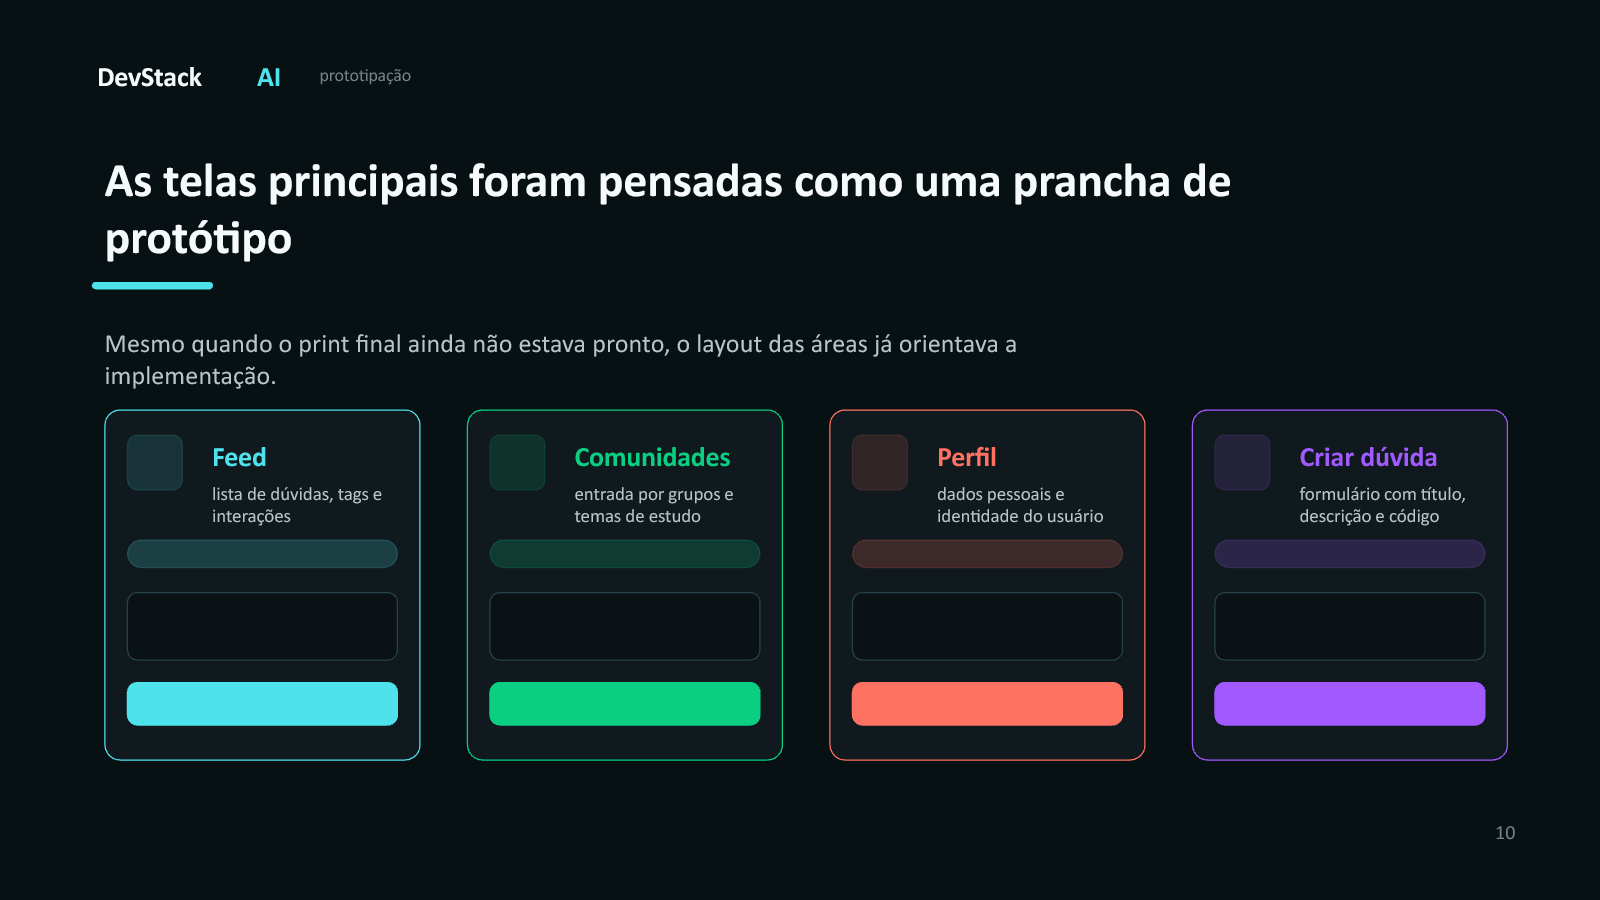 DevStack AI prototipação
As telas principais foram pensadas como uma prancha de
protótipo
Mesmo quando o print final ainda não estava pronto, o layout das áreas já orientava a
implementação.
Feed
lista de dúvidas, tags e
interações
Comunidades
entrada por grupos e
temas de estudo
Perfil
dados pessoais e
identidade do usuário
Criar dúvida
formulário com título,
descrição e código
10